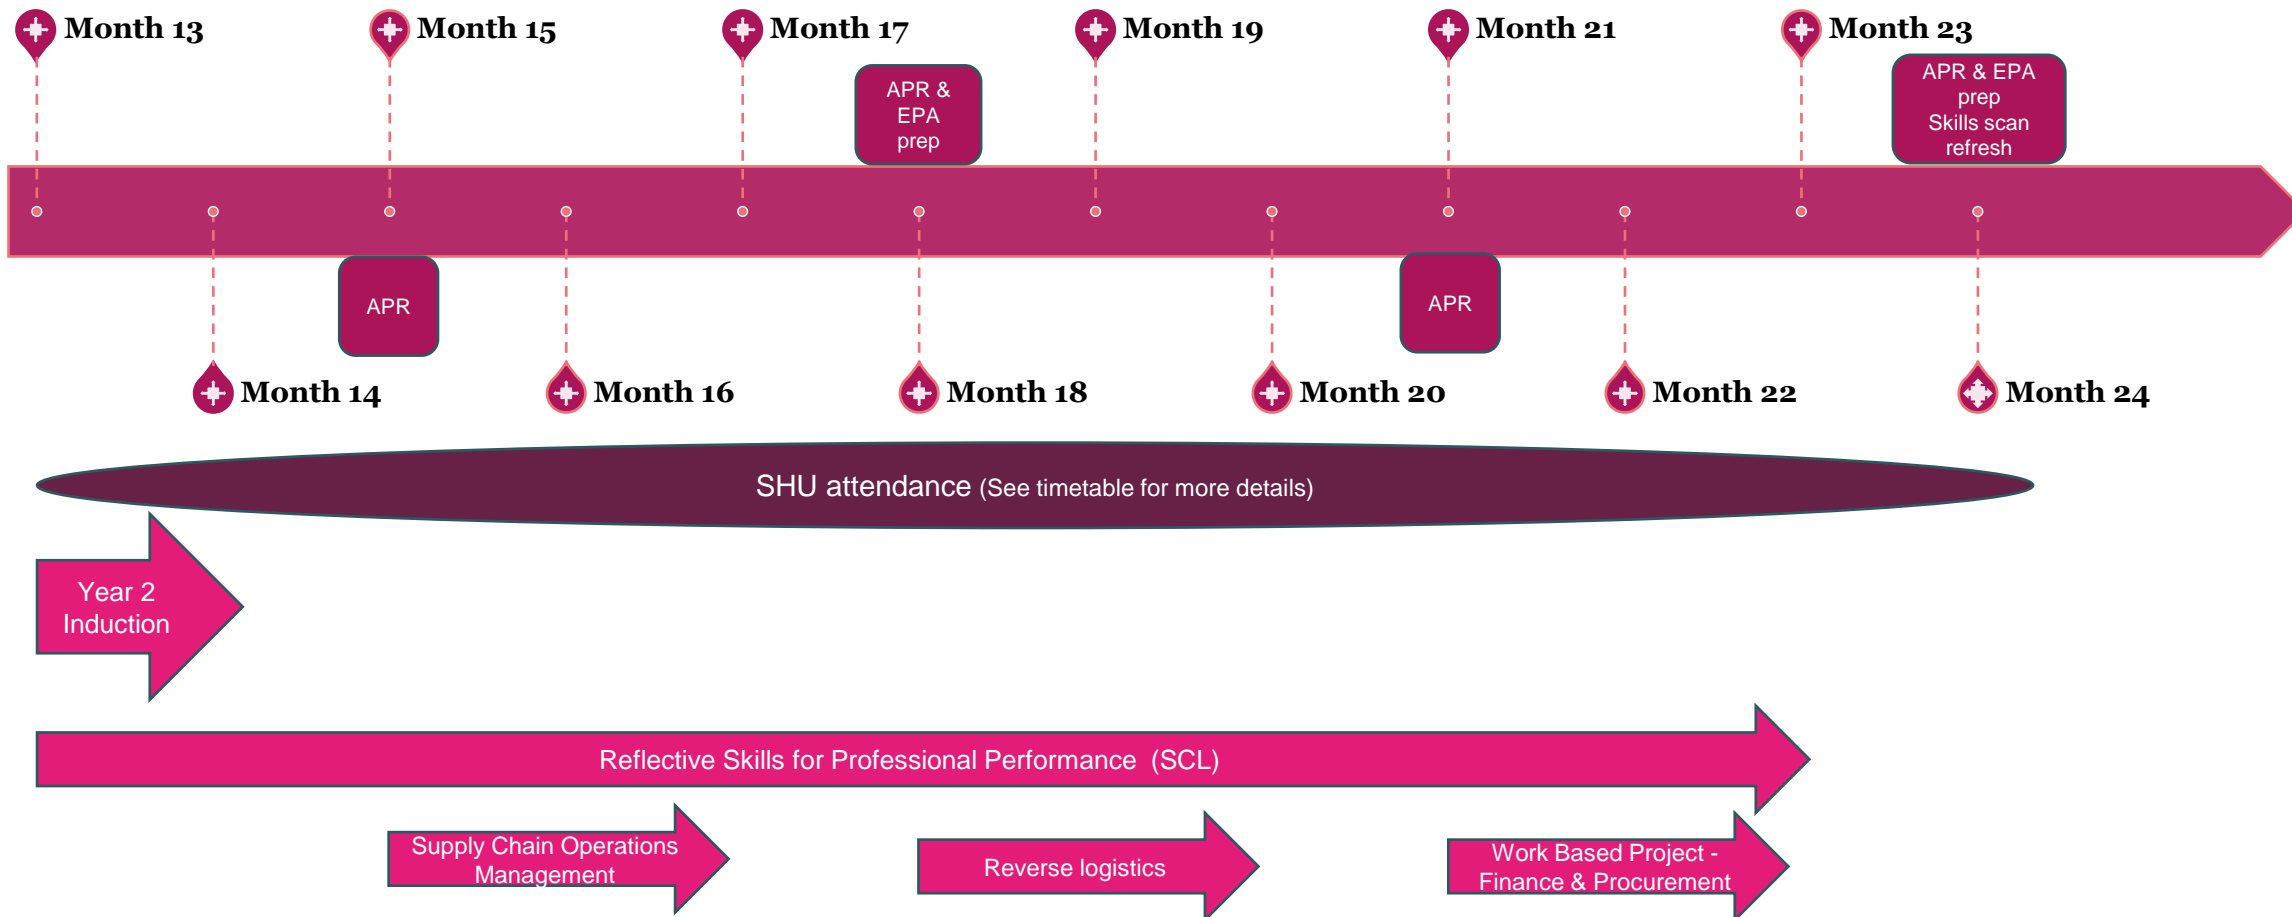 Month 13
Month 15
Month 17
Month 19
Month 21
Month 23
APR &
EPA
prep
APR & EPA
prep
Skills scan
refresh
APR
APR
Month 14
Month 16
Month 18
Month 20
Month 22
Month 24
SHU attendance (See timetable for more details)
Year 2
Induction
Reflective Skills for Professional Performance (SCL)
Supply Chain Operations
Management
Reverse logistics
Work Based Project -
Finance & Procurement